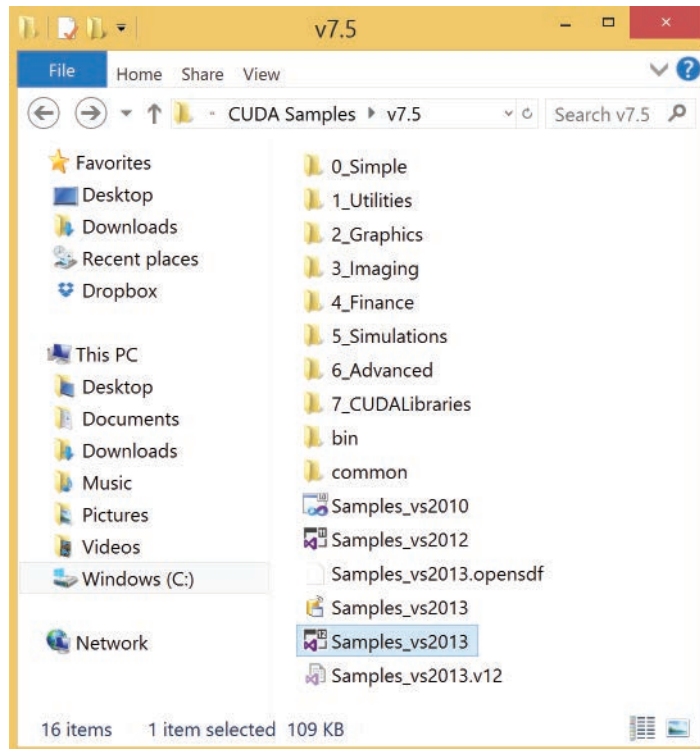 v7.5
File Home Share View
CUDA Samples v7.5 Search v7.5
Favorites
Desktop
Downloads
Recent places
Dropbox
This PC
Desktop
Documents
Downloads
Music
Pictures
Videos
Windows (C:)
Network
0_Simple
1_Utilities
2_Graphics
3_Imaging
4_Finance
5_Simulations
6_Advanced
7_CUDALibraries
bin
common
Samples_vs2010
Samples_vs2012
Samples_vs2013.opensdf
Samples_vs2013
Samples_vs2013
Samples_vs2013.v12
16 items 1 item selected 109 KB